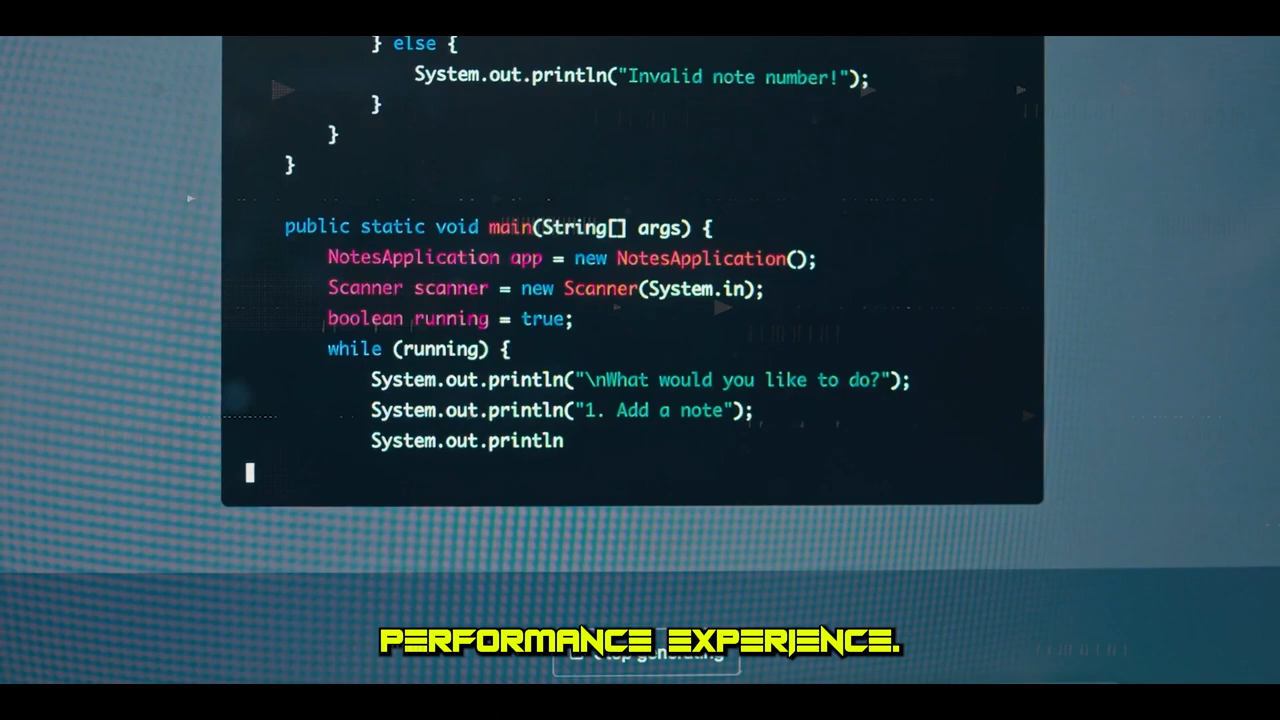 } else {
System.out.println("Invalid note number!");
}
}
}
public static void main(String[] args) {
NotesApplication app = new NotesApplication();
Scanner scanner = new Scanner(System.in);
boolean running = true;
while (running) {
System.out.println("\nWhat would you like to do?");
System.out.println("1. Add a note");
System.out.println
PERFORMANCE EXPERIENCE.
Stop generating